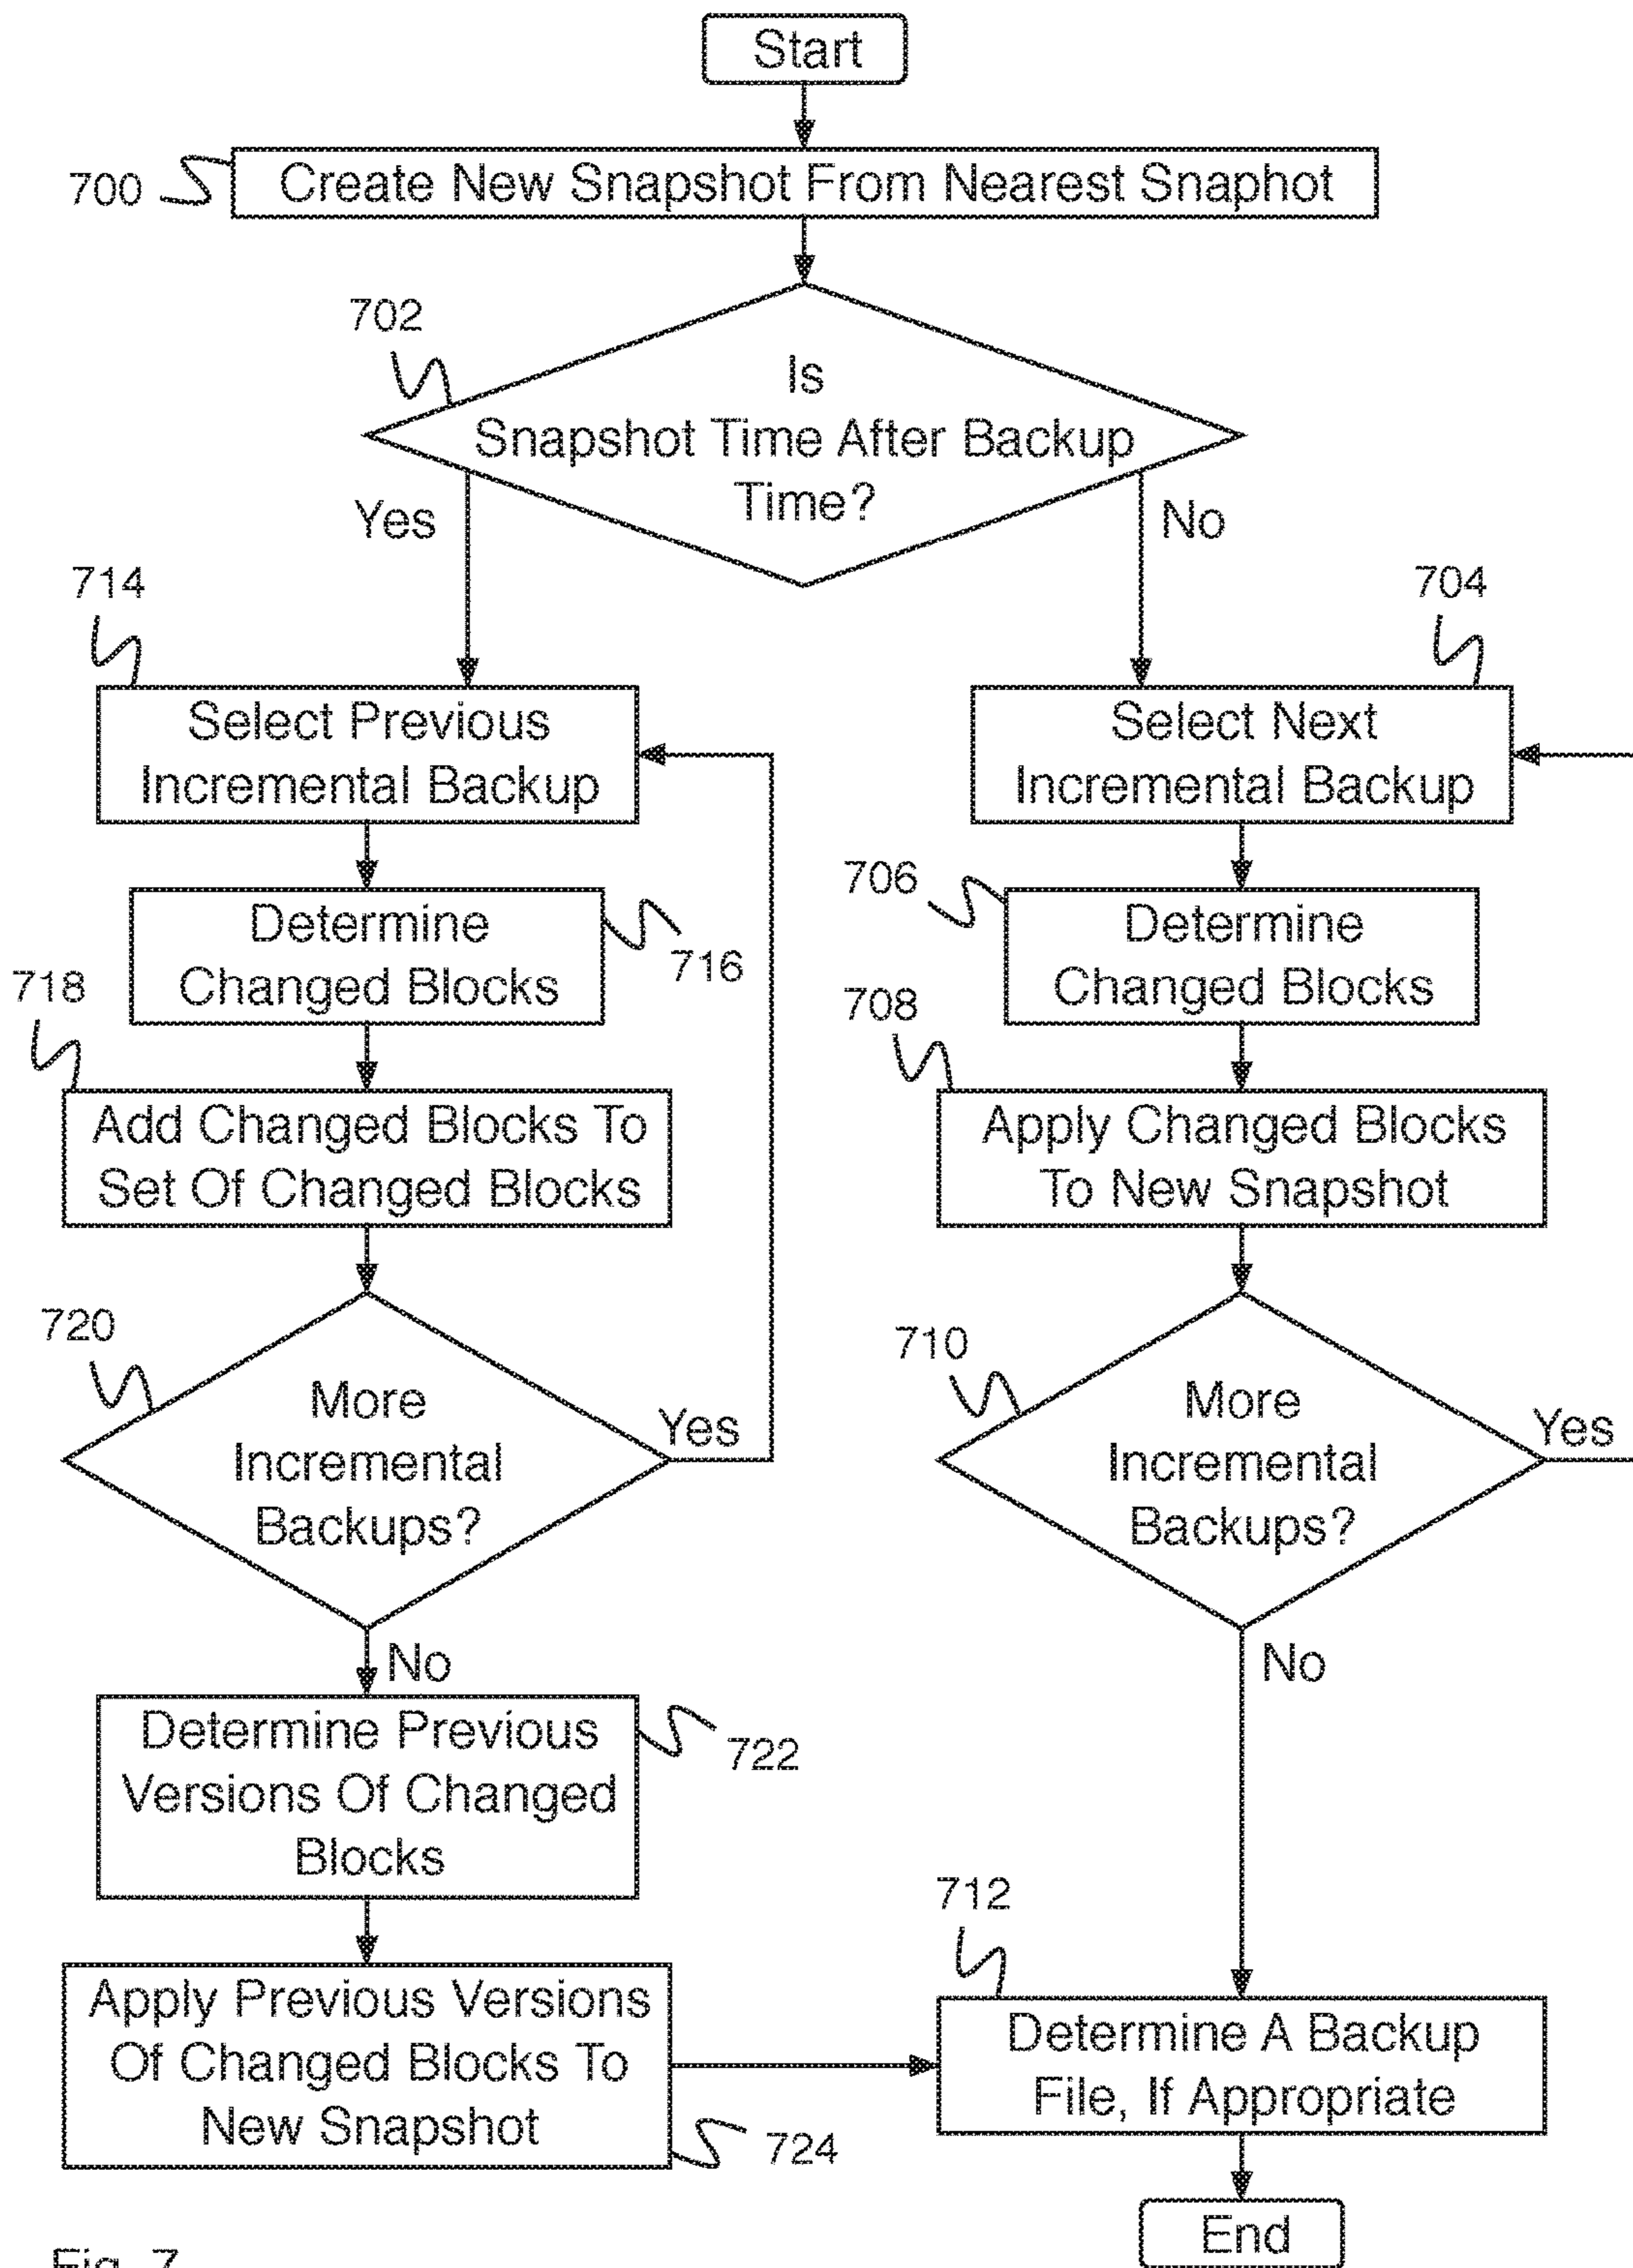 Start
700
Create New Snapshot From Nearest Snaphot
702
Is
Snapshot Time After Backup
Time?
Yes
No
714
704
Select Previous
Incremental Backup
Select Next
Incremental Backup
706
Determine
Changed Blocks
716
Determine
Changed Blocks
718
708
Add Changed Blocks To
Set Of Changed Blocks
Apply Changed Blocks
To New Snapshot
720
710
More
Incremental
Backups?
Yes
More
Incremental
Backups?
Yes
No
No
Determine Previous
Versions Of Changed
Blocks
722
712
Apply Previous Versions
Of Changed Blocks To
New Snapshot
724
Determine A Backup
File, If Appropriate
End
Fig. 7